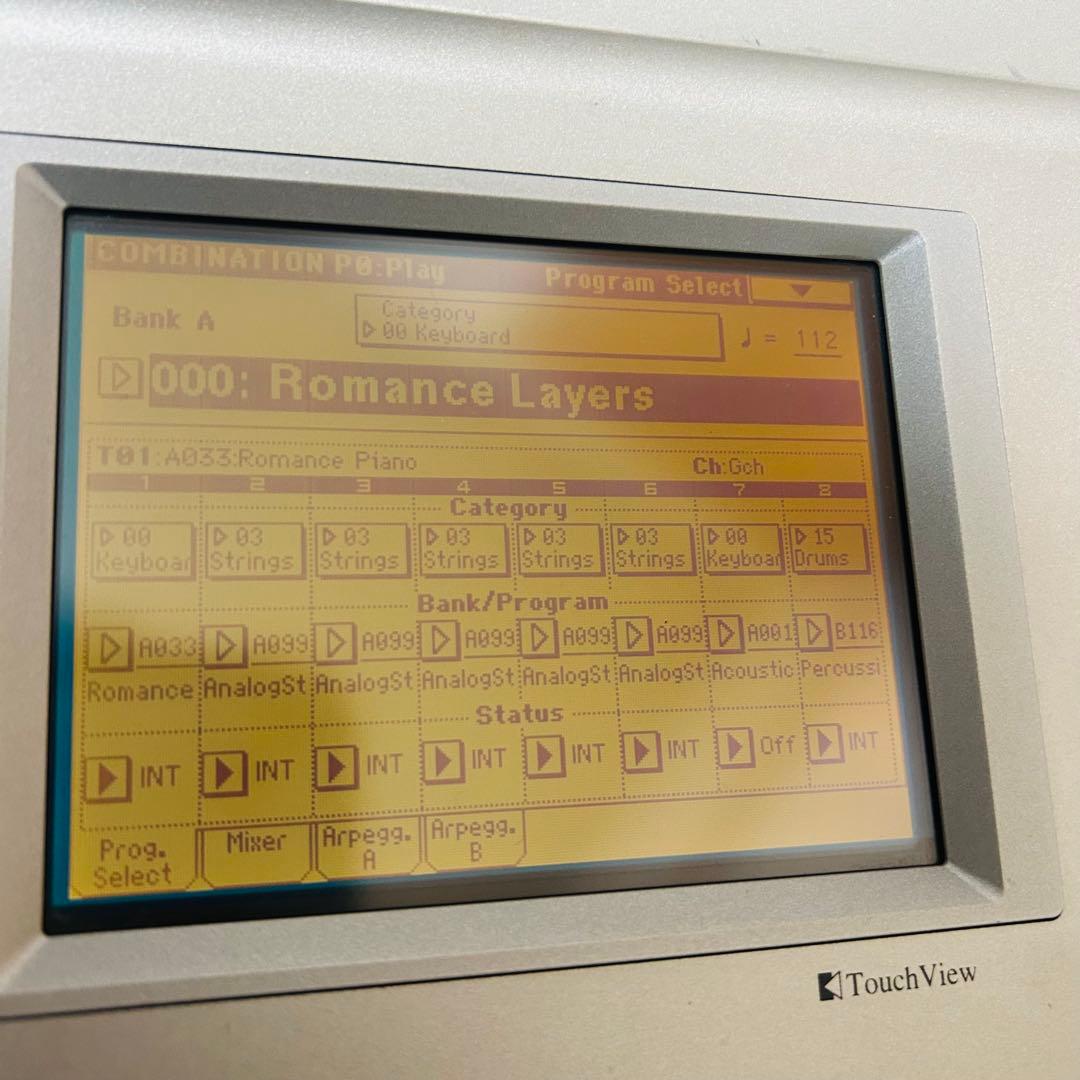 COMBINATION P0:Play Program Select
Bank A
Category
00 Keyboard
♩ = 112
000: Romance Layers
T01:A033:Romance Piano Ch:Gch
1 2 3 4 5 6 7 8
Category
00 03 03 03 03 03 00 15
Keyboar Strings Strings Strings Strings Strings Keyboar Drums
Bank/Program
A033 A099 A099 A099 A099 A099 A001 B116
Romance AnalogSt AnalogSt AnalogSt AnalogSt AnalogSt Acoustic Percussi
Status
INT INT INT INT INT INT Off INT
Prog. Select
Mixer
Arpegg. A
Arpegg. B
TouchView